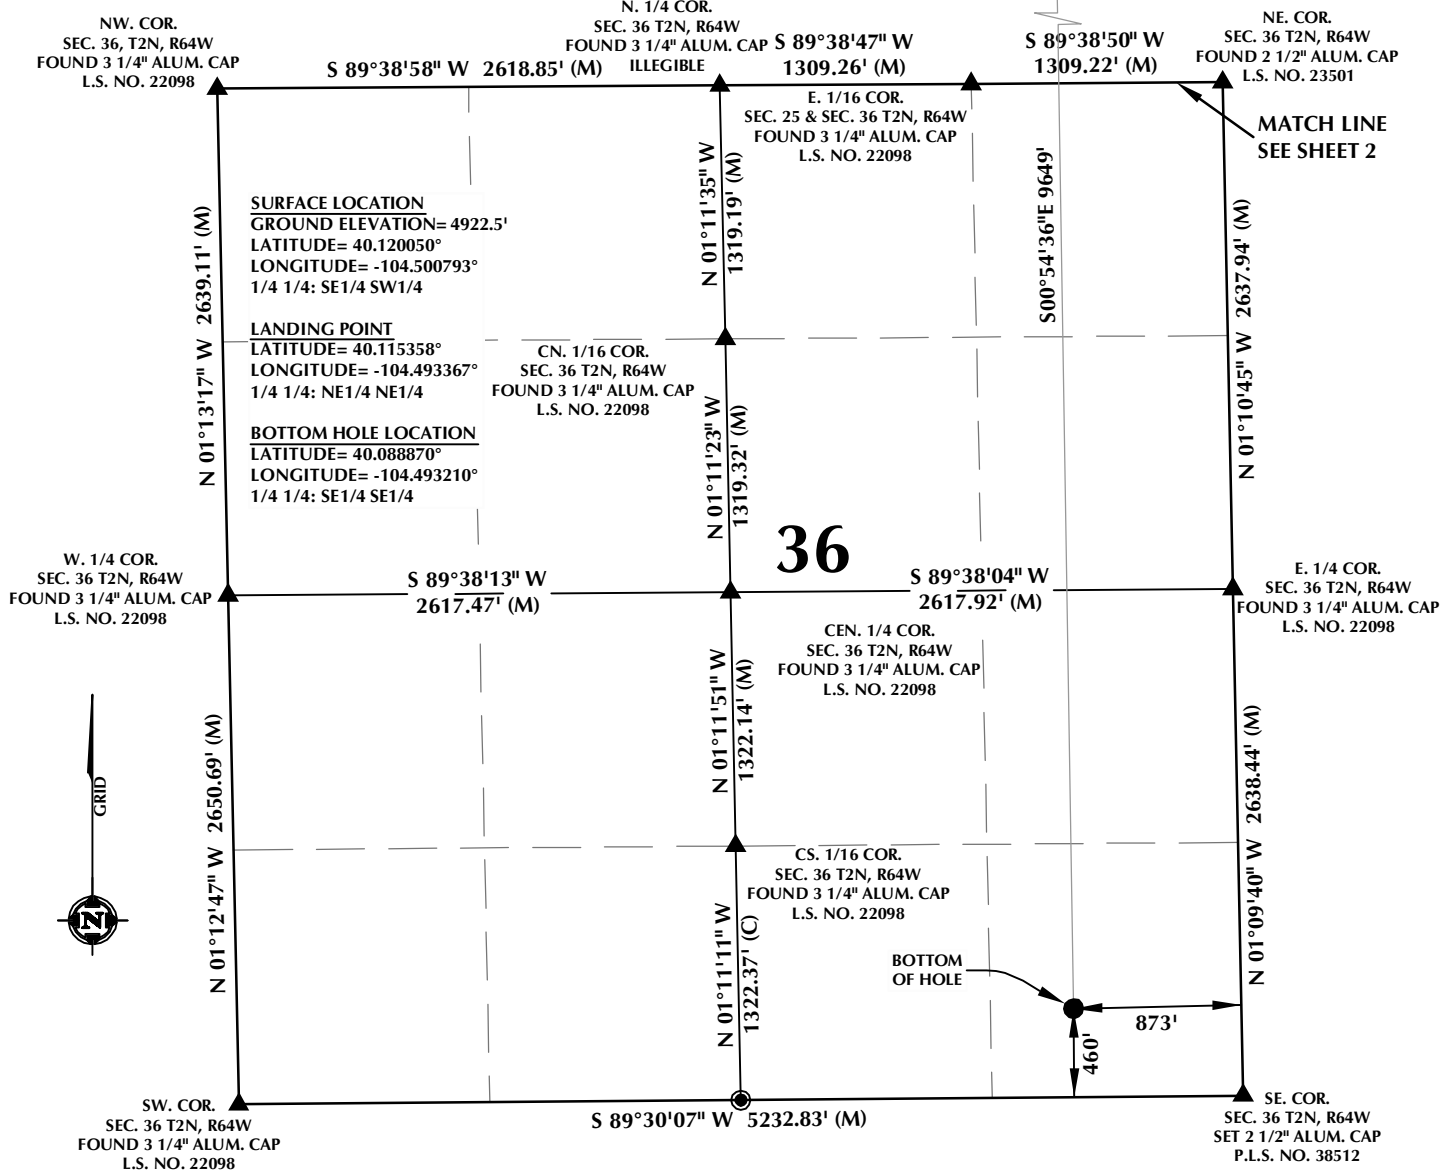 NW. COR.
SEC. 36, T2N, R64W
FOUND 3 1/4" ALUM. CAP
L.S. NO. 22098
S 89°38'58" W 2618.85' (M)
N. 1/4 COR.
SEC. 36 T2N, R64W
FOUND 3 1/4" ALUM. CAP
ILLEGIBLE
S 89°38'47" W
1309.26' (M)
S 89°38'50" W
1309.22' (M)
NE. COR.
SEC. 36 T2N, R64W
FOUND 2 1/2" ALUM. CAP
L.S. NO. 23501
E. 1/16 COR.
SEC. 25 & SEC. 36 T2N, R64W
FOUND 3 1/4" ALUM. CAP
L.S. NO. 22098
MATCH LINE
SEE SHEET 2
SURFACE LOCATION
GROUND ELEVATION= 4922.5'
LATITUDE= 40.120050°
LONGITUDE= -104.500793°
1/4 1/4: SE1/4 SW1/4
LANDING POINT
LATITUDE= 40.115358°
LONGITUDE= -104.493367°
1/4 1/4: NE1/4 NE1/4
BOTTOM HOLE LOCATION
LATITUDE= 40.088870°
LONGITUDE= -104.493210°
1/4 1/4: SE1/4 SE1/4
N 01°13'17" W 2639.11' (M)
N 01°11'35" W
1319.19' (M)
S00°54'36"E 9649'
N 01°10'45" W 2637.94' (M)
CN. 1/16 COR.
SEC. 36 T2N, R64W
FOUND 3 1/4" ALUM. CAP
L.S. NO. 22098
N 01°11'23" W
1319.32' (M)
36
W. 1/4 COR.
SEC. 36 T2N, R64W
FOUND 3 1/4" ALUM. CAP
L.S. NO. 22098
S 89°38'13" W
2617.47' (M)
S 89°38'04" W
2617.92' (M)
E. 1/4 COR.
SEC. 36 T2N, R64W
FOUND 3 1/4" ALUM. CAP
L.S. NO. 22098
CEN. 1/4 COR.
SEC. 36 T2N, R64W
FOUND 3 1/4" ALUM. CAP
L.S. NO. 22098
GRID
N
N 01°12'47" W 2650.69' (M)
N 01°11'51" W
1322.14' (M)
N 01°09'40" W 2638.44' (M)
CS. 1/16 COR.
SEC. 36 T2N, R64W
FOUND 3 1/4" ALUM. CAP
L.S. NO. 22098
N 01°11'11" W
1322.37' (C)
BOTTOM
OF HOLE
873'
460'
SW. COR.
SEC. 36 T2N, R64W
FOUND 3 1/4" ALUM. CAP
L.S. NO. 22098
S 89°30'07" W 5232.83' (M)
SE. COR.
SEC. 36 T2N, R64W
SET 2 1/2" ALUM. CAP
P.L.S. NO. 38512